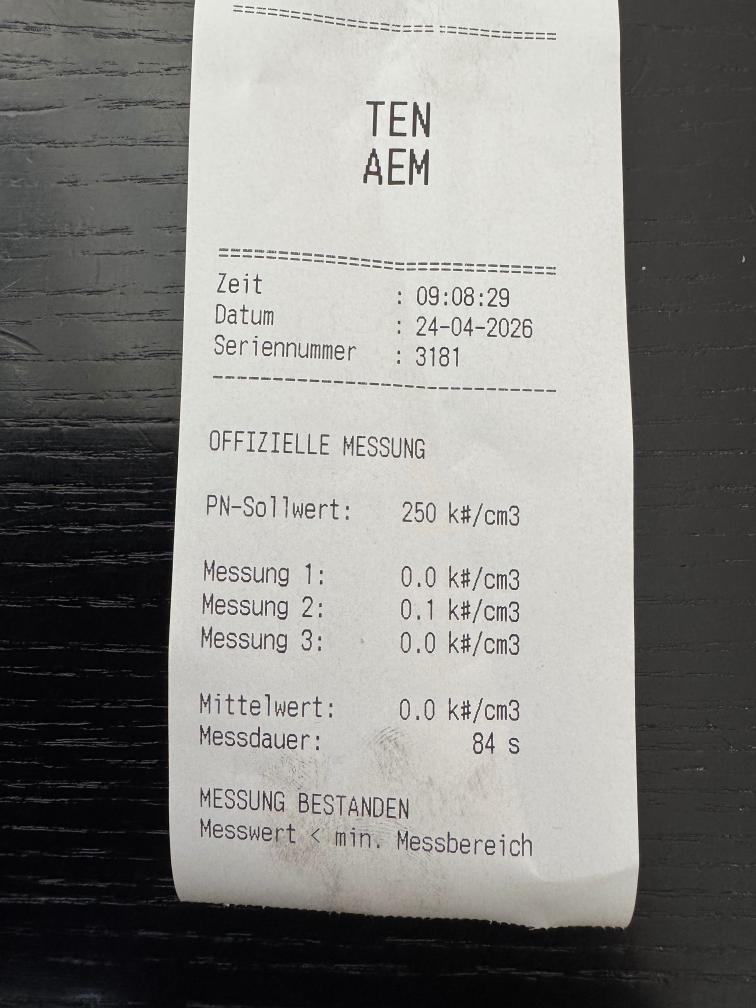 =============================
TEN
AEM
=============================
Zeit : 09:08:29
Datum : 24-04-2026
Seriennummer : 3181
-----------------------------
OFFIZIELLE MESSUNG
PN-Sollwert: 250 k#/cm3
Messung 1: 0.0 k#/cm3
Messung 2: 0.1 k#/cm3
Messung 3: 0.0 k#/cm3
Mittelwert: 0.0 k#/cm3
Messdauer: 84 s
MESSUNG BESTANDEN
Messwert < min. Messbereich